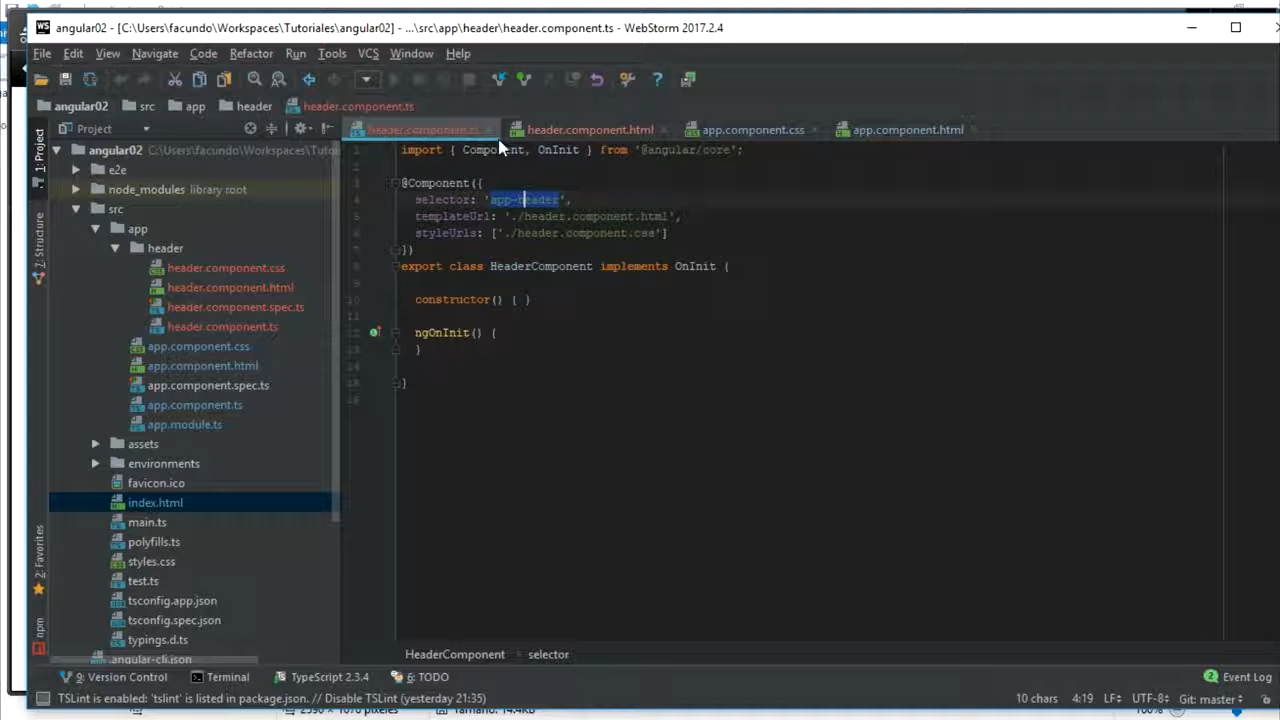 angular02 - [C:\Users\facundo\Workspaces\Tutoriales\angular02] - ...\src\app\header\header.component.ts - WebStorm 2017.2.4
File Edit View Navigate Code Refactor Run Tools VCS Window Help
angular02 src app header header.component.ts
Project
header.component.ts header.component.html app.component.css app.component.html
angular02 C:\Users\facundo\Workspaces\Tutor
e2e
node_modules library root
src
app
header
header.component.css
header.component.html
header.component.spec.ts
header.component.ts
app.component.css
app.component.html
app.component.spec.ts
app.component.ts
app.module.ts
assets
environments
favicon.ico
index.html
main.ts
polyfills.ts
styles.css
test.ts
tsconfig.app.json
tsconfig.spec.json
typings.d.ts
angular-cli.json
1: Project
7: Structure
2: Favorites
npm
import { Component, OnInit } from '@angular/core';
@Component({
selector: 'app-header',
templateUrl: './header.component.html',
styleUrls: ['./header.component.css']
})
export class HeaderComponent implements OnInit {
constructor() { }
ngOnInit() {
}
}
HeaderComponent selector
9: Version Control Terminal TypeScript 2.3.4 6: TODO 2 Event Log
TSLint is enabled: 'tslint' is listed in package.json. // Disable TSLint (yesterday 21:35) 10 chars 4:19 LF÷ UTF-8÷ Git: master÷